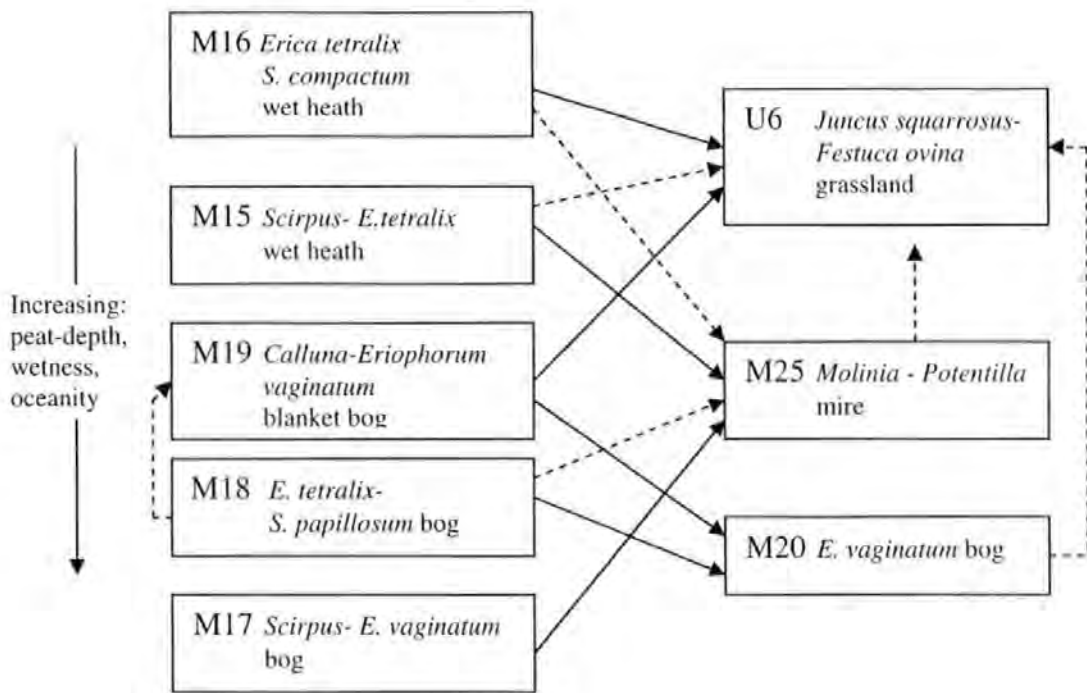 M16 Erica tetralix
S. compactum
wet heath
U6 Juncus squarrosus-
Festuca ovina
grassland
M15 Scirpus- E.tetralix
wet heath
Increasing:
peat-depth,
wetness,
oceanity
M19 Calluna-Eriophorum
vaginatum
blanket bog
M25 Molinia - Potentilla
mire
M18 E. tetralix-
S. papillosum bog
M20 E. vaginatum bog
M17 Scirpus- E. vaginatum
bog